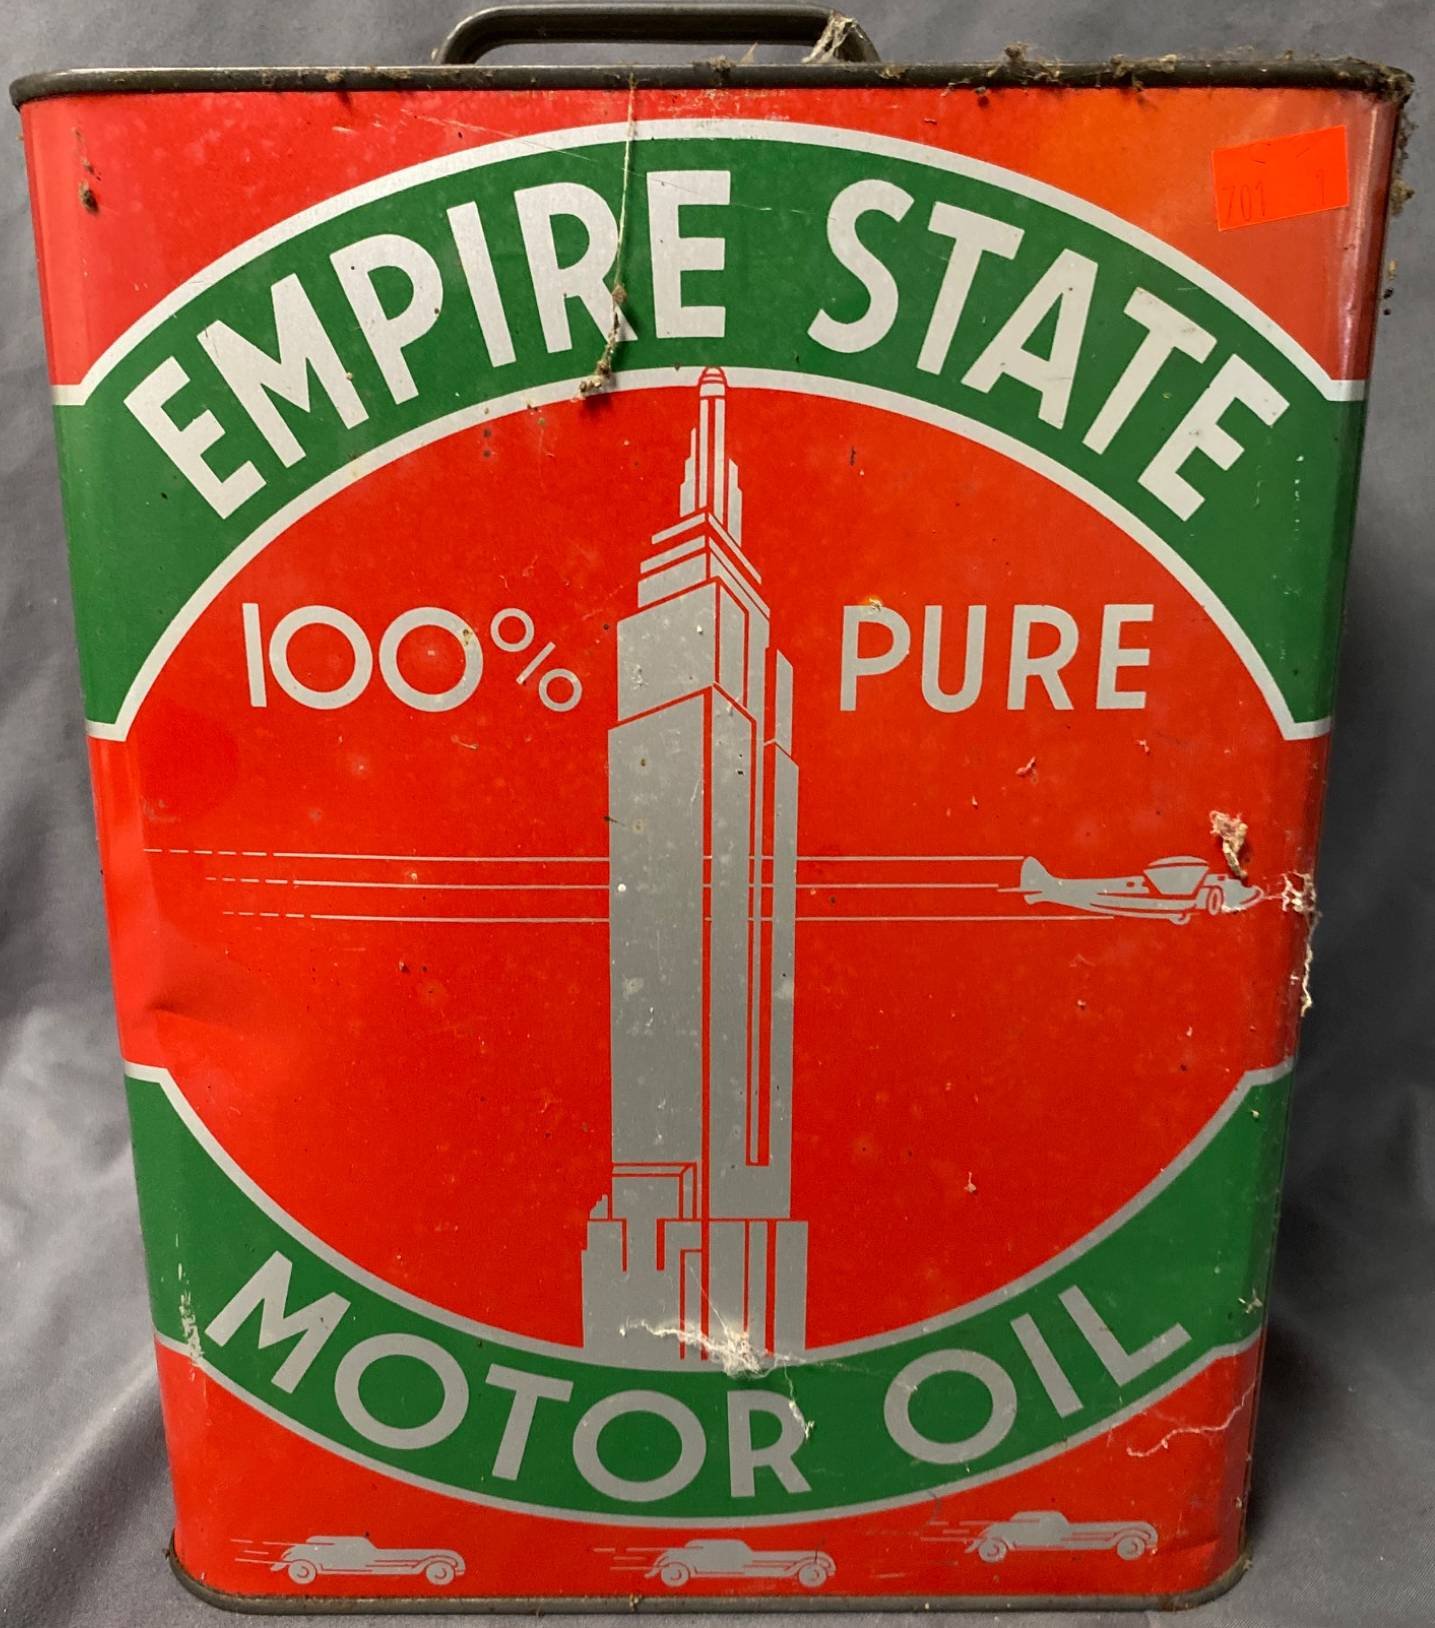 EMPIRE STATE
100% PURE
MOTOR OIL